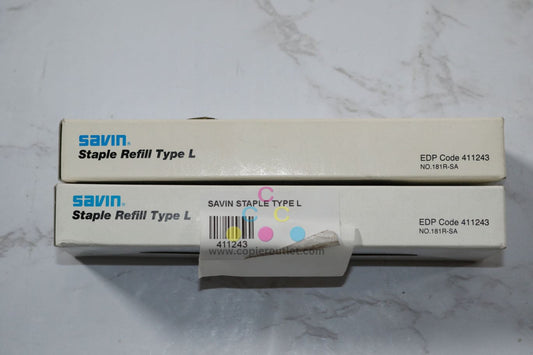 savin
Staple Refill Type L
EDP Code 411243
NO.181R-SA
savin
Staple Refill Type L
EDP Code 411243
NO.181R-SA
SAVIN STAPLE TYPE L
411243
C
C C
www.copieroutlet.com